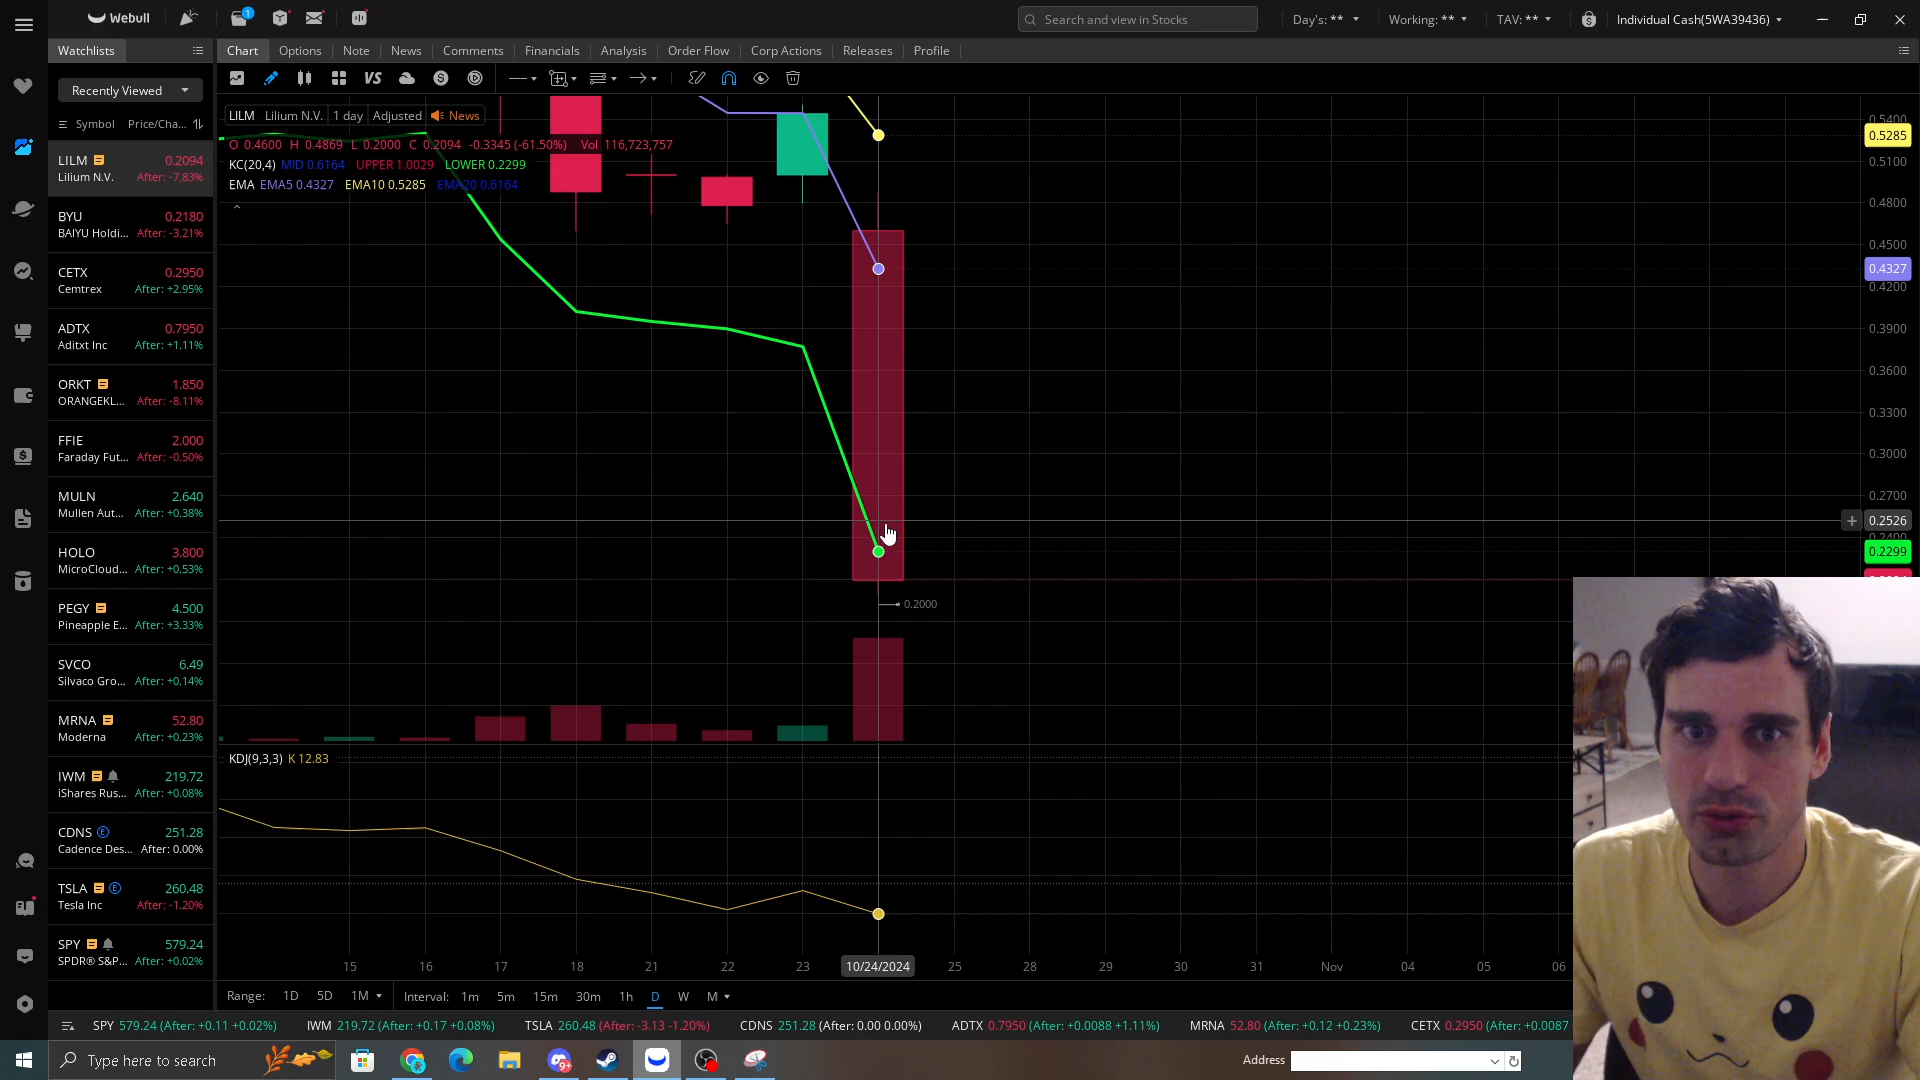 Webull
1
Search and view in Stocks
Day's: **
Working: **
TAV: **
Individual Cash(5WA39436)
Watchlists
Chart Options Note News Comments Financials Analysis Order Flow Corp Actions Releases Profile
Recently Viewed
VS
S
Symbol Price/Cha...
LILM 0.2094
Lilium N.V. After: -7.83%
BYU 0.2180
BAIYU Holdi... After: -3.21%
CETX 0.2950
Cemtrex After: +2.95%
ADTX 0.7950
Aditxt Inc After: +1.11%
ORKT 1.850
ORANGEKL... After: -8.11%
FFIE 2.000
Faraday Fut... After: -0.50%
MULN 2.640
Mullen Aut... After: +0.38%
HOLO 3.800
MicroCloud... After: +0.53%
PEGY 4.500
Pineapple E... After: +3.33%
SVCO 6.49
Silvaco Gro... After: +0.14%
MRNA 52.80
Moderna After: +0.23%
IWM 219.72
iShares Rus... After: +0.08%
CDNS E 251.28
Cadence Des... After: 0.00%
TSLA E 260.48
Tesla Inc After: -1.20%
SPY 579.24
SPDR® S&P... After: +0.02%
LILM Lilium N.V. 1 day Adjusted News
O 0.4600 H 0.4869 L 0.2000 C 0.2094 -0.3345 (-61.50%) Vol 116,723,757
KC(20,4) MID 0.6164 UPPER 1.0029 LOWER 0.2299
EMA EMA5 0.4327 EMA10 0.5285 EMA20 0.6164
0.5400
0.5285
0.5100
0.4800
0.4500
0.4327
0.4200
0.3900
0.3600
0.3300
0.3000
0.2700
0.2526
0.2400
0.2299
0.2000
KDJ(9,3,3) K 12.83
15 16 17 18 21 22 23 10/24/2024 25 28 29 30 31 Nov 04 05 06
Range: 1D 5D 1M Interval: 1m 5m 15m 30m 1h D W M
SPY 579.24 (After: +0.11 +0.02%) IWM 219.72 (After: +0.17 +0.08%) TSLA 260.48 (After: -3.13 -1.20%) CDNS 251.28 (After: 0.00 0.00%) ADTX 0.7950 (After: +0.0088 +1.11%) MRNA 52.80 (After: +0.12 +0.23%) CETX 0.2950 (After: +0.0087
Type here to search
9+
Address